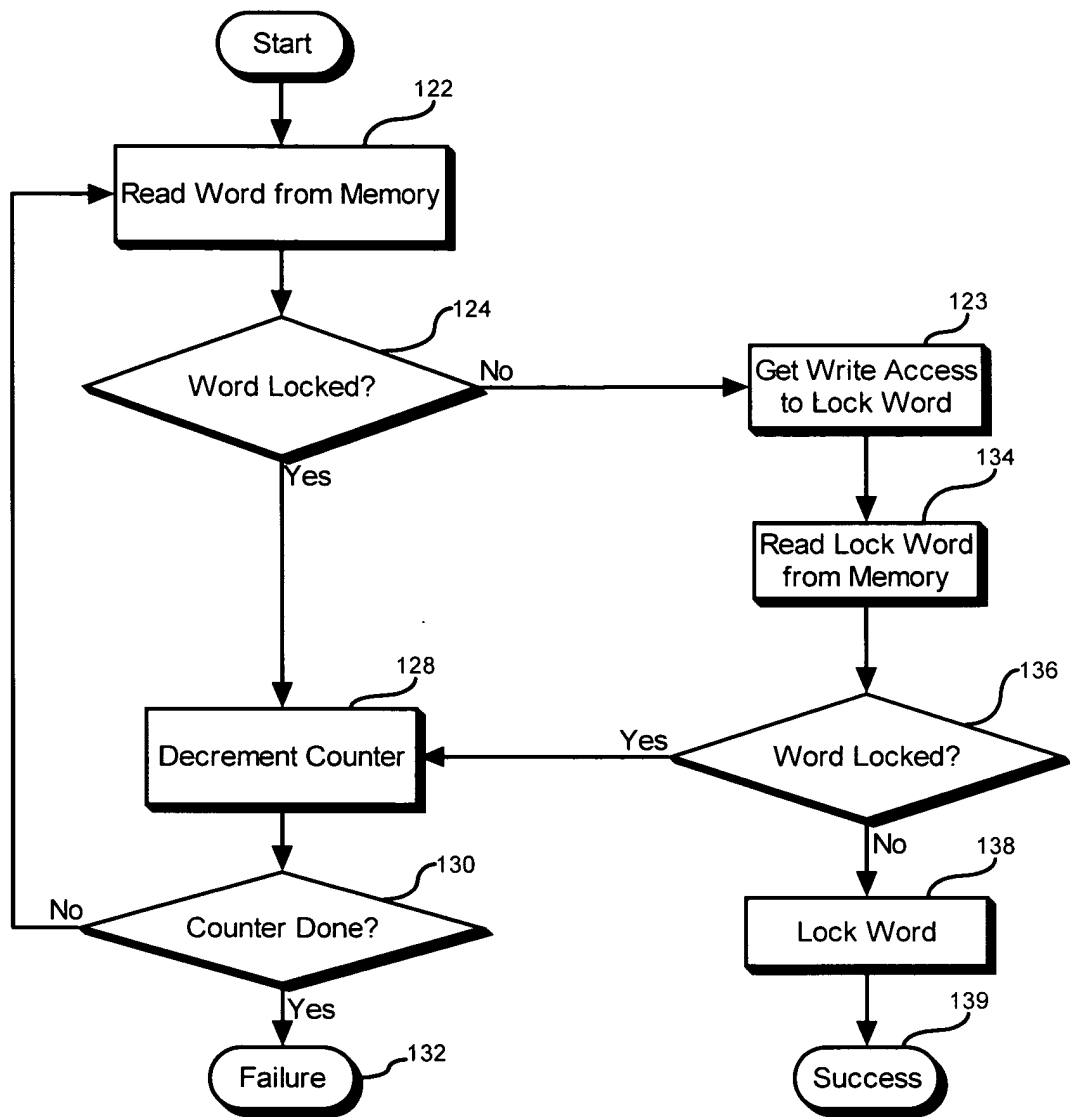 Start
122
Read Word from Memory
124
Word Locked?
No
Yes
123
Get Write Access
to Lock Word
134
Read Lock Word
from Memory
128
Decrement Counter
136
Word Locked?
Yes
No
130
Counter Done?
No
Yes
138
Lock Word
132
Failure
139
Success